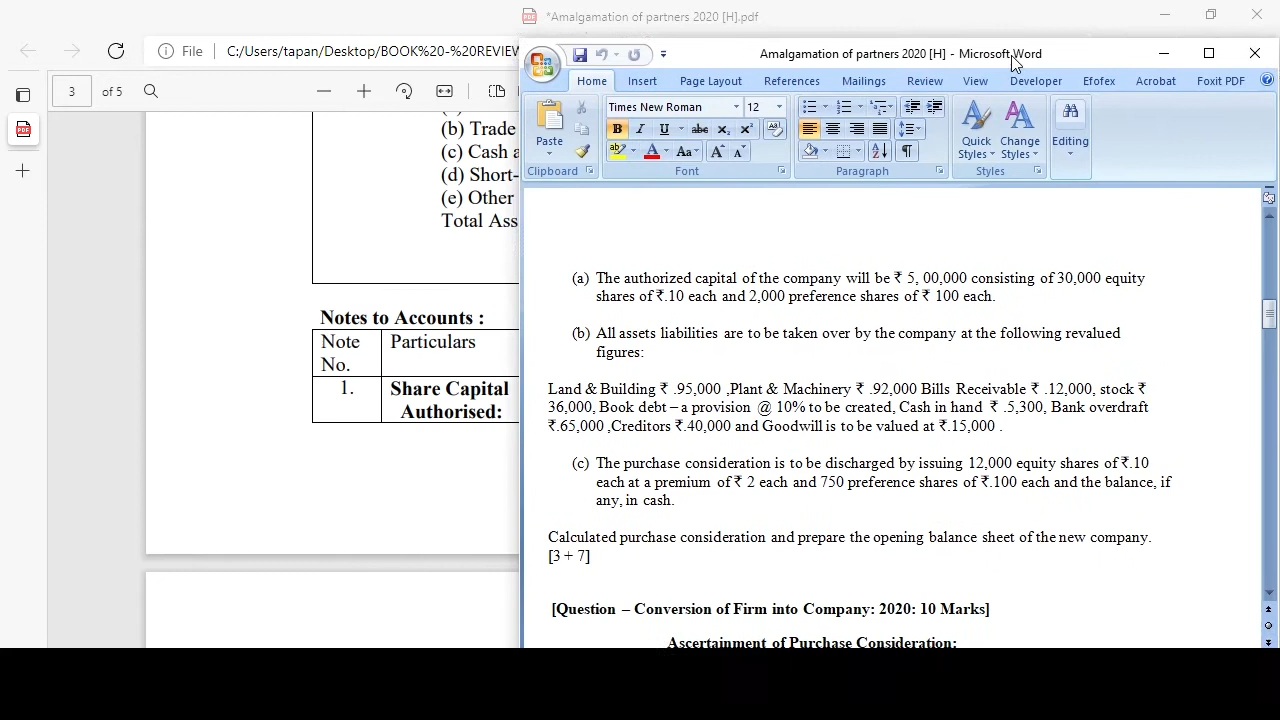 *Amalgamation of partners 2020 [H].pdf
File C:/Users/tapan/Desktop/BOOK%20-%20REVIEW
3 of 5
(b) Trade
(c) Cash a
(d) Short-
(e) Other
Total Ass
Notes to Accounts :
Note No. Particulars
1. Share Capital
Authorised:
Amalgamation of partners 2020 [H] - Microsoft Word
Home Insert Page Layout References Mailings Review View Developer Efofex Acrobat Foxit PDF
Times New Roman 12
Paste
Quick Styles
Change Styles
Editing
Clipboard Font Paragraph Styles
(a) The authorized capital of the company will be ₹ 5, 00,000 consisting of 30,000 equity
shares of ₹.10 each and 2,000 preference shares of ₹ 100 each.
(b) All assets liabilities are to be taken over by the company at the following revalued
figures:
Land & Building ₹ .95,000 ,Plant & Machinery ₹ .92,000 Bills Receivable ₹ .12,000, stock ₹
36,000, Book debt – a provision @ 10% to be created, Cash in hand ₹ .5,300, Bank overdraft
₹.65,000 ,Creditors ₹.40,000 and Goodwill is to be valued at ₹.15,000 .
(c) The purchase consideration is to be discharged by issuing 12,000 equity shares of ₹.10
each at a premium of ₹ 2 each and 750 preference shares of ₹.100 each and the balance, if
any, in cash.
Calculated purchase consideration and prepare the opening balance sheet of the new company.
[3 + 7]
[Question – Conversion of Firm into Company: 2020: 10 Marks]
Ascertainment of Purchase Consideration: